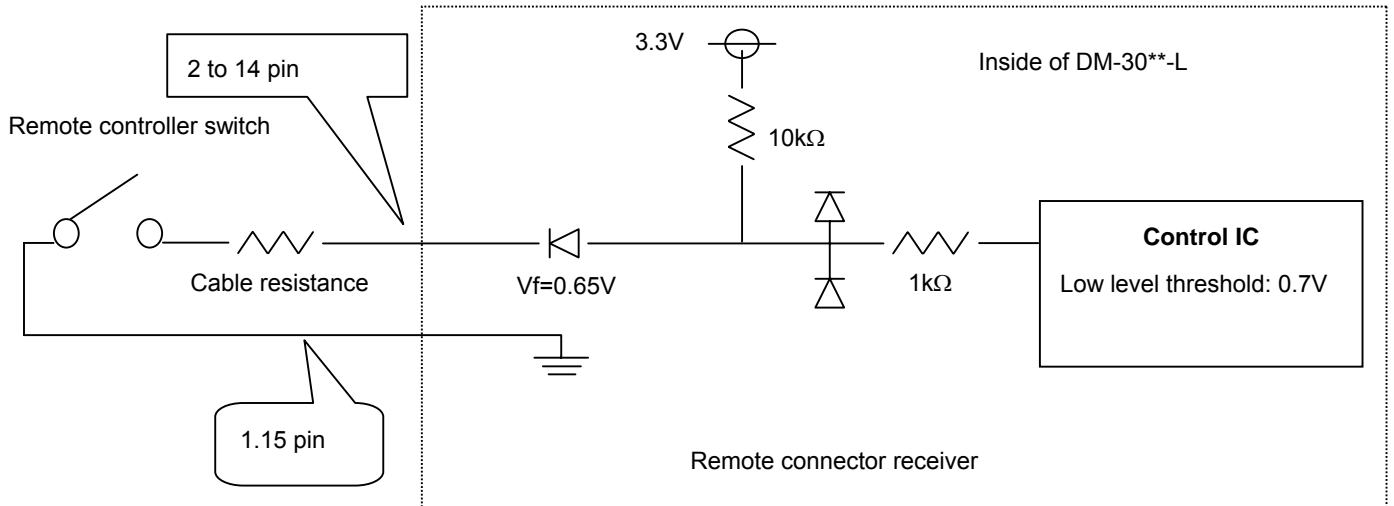 3.3V
Inside of DM-30**-L
2 to 14 pin
Remote controller switch
10kΩ
Control IC
Cable resistance
Vf=0.65V
1kΩ
Low level threshold: 0.7V
1.15 pin
Remote connector receiver